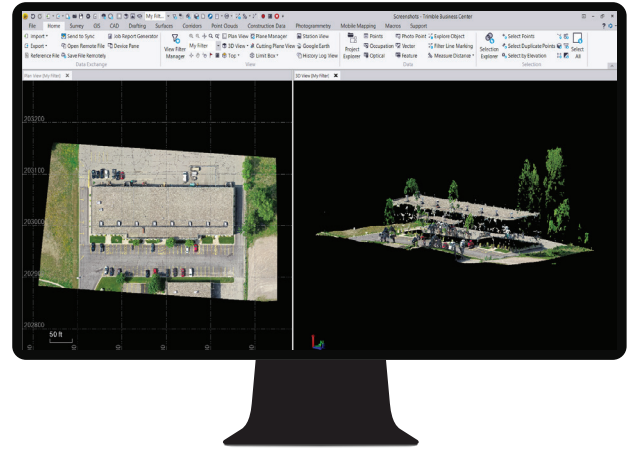 My Filt...
Screenshots - Trimble Business Center
File Home Survey GIS CAD Drafting Surfaces Corridors Point Clouds Construction Data Photogrammetry Mobile Mapping Macros Support
Import Send to Sync Job Report Generator
Export Open Remote File Device Pane
Reference File Save File Remotely
Data Exchange
View Filter Manager
My Filter
Top
Plan View Plane Manager Station View
3D View Cutting Plane View Google Earth
Limit Box History Log View
View
Project Explorer
Points Photo Point Explore Object
Occupation Vector Filter Line Marking
Optical Feature Measure Distance
Data
Selection Explorer
Select Points
Select Duplicate Points
Select by Elevation
Select All
Selection
Plan View [My Filter] X
3D View [My Filter] X
203200
203100
203000
202800
50 ft